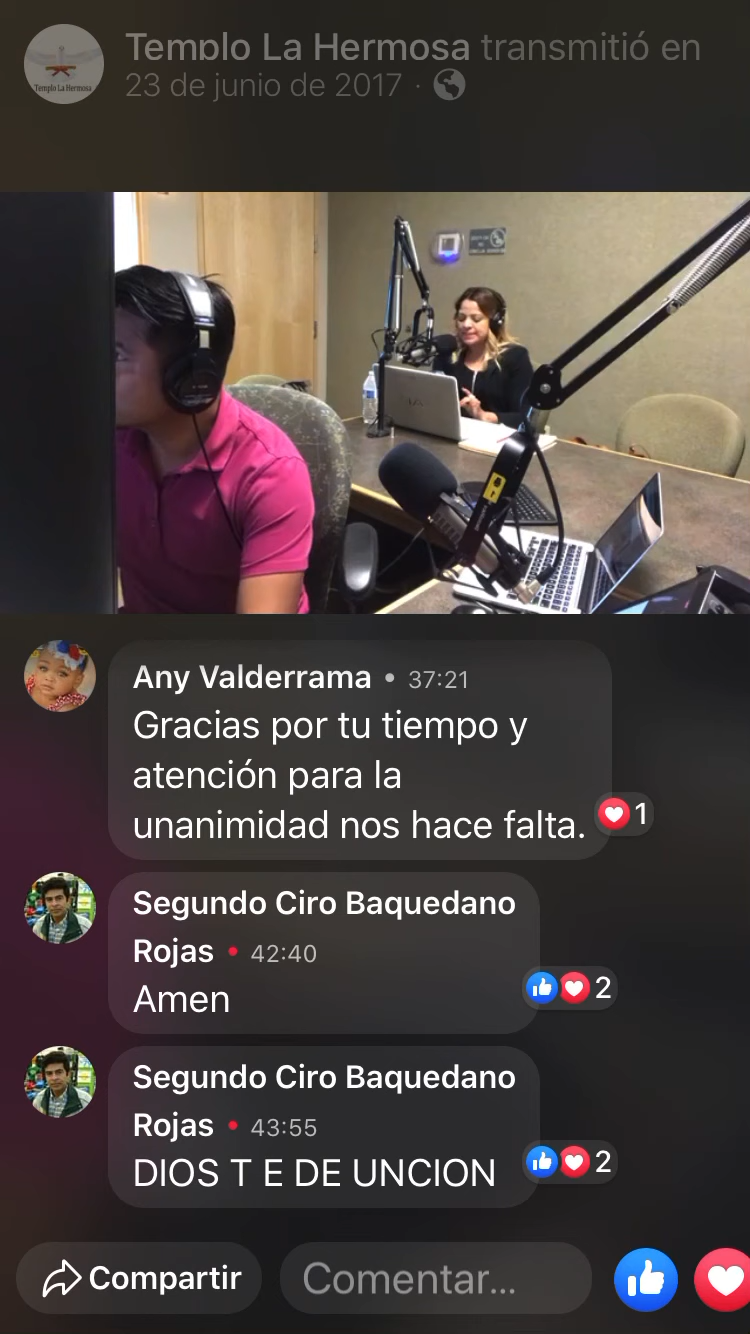 Templo La Hermosa transmitió en
23 de junio de 2017 ·
Templo La Hermosa
Any Valderrama • 37:21
Gracias por tu tiempo y
atención para la
unanimidad nos hace falta.
1
Segundo Ciro Baquedano
Rojas • 42:40
Amen
2
Segundo Ciro Baquedano
Rojas • 43:55
DIOS T E DE UNCION
2
Compartir
Comentar...